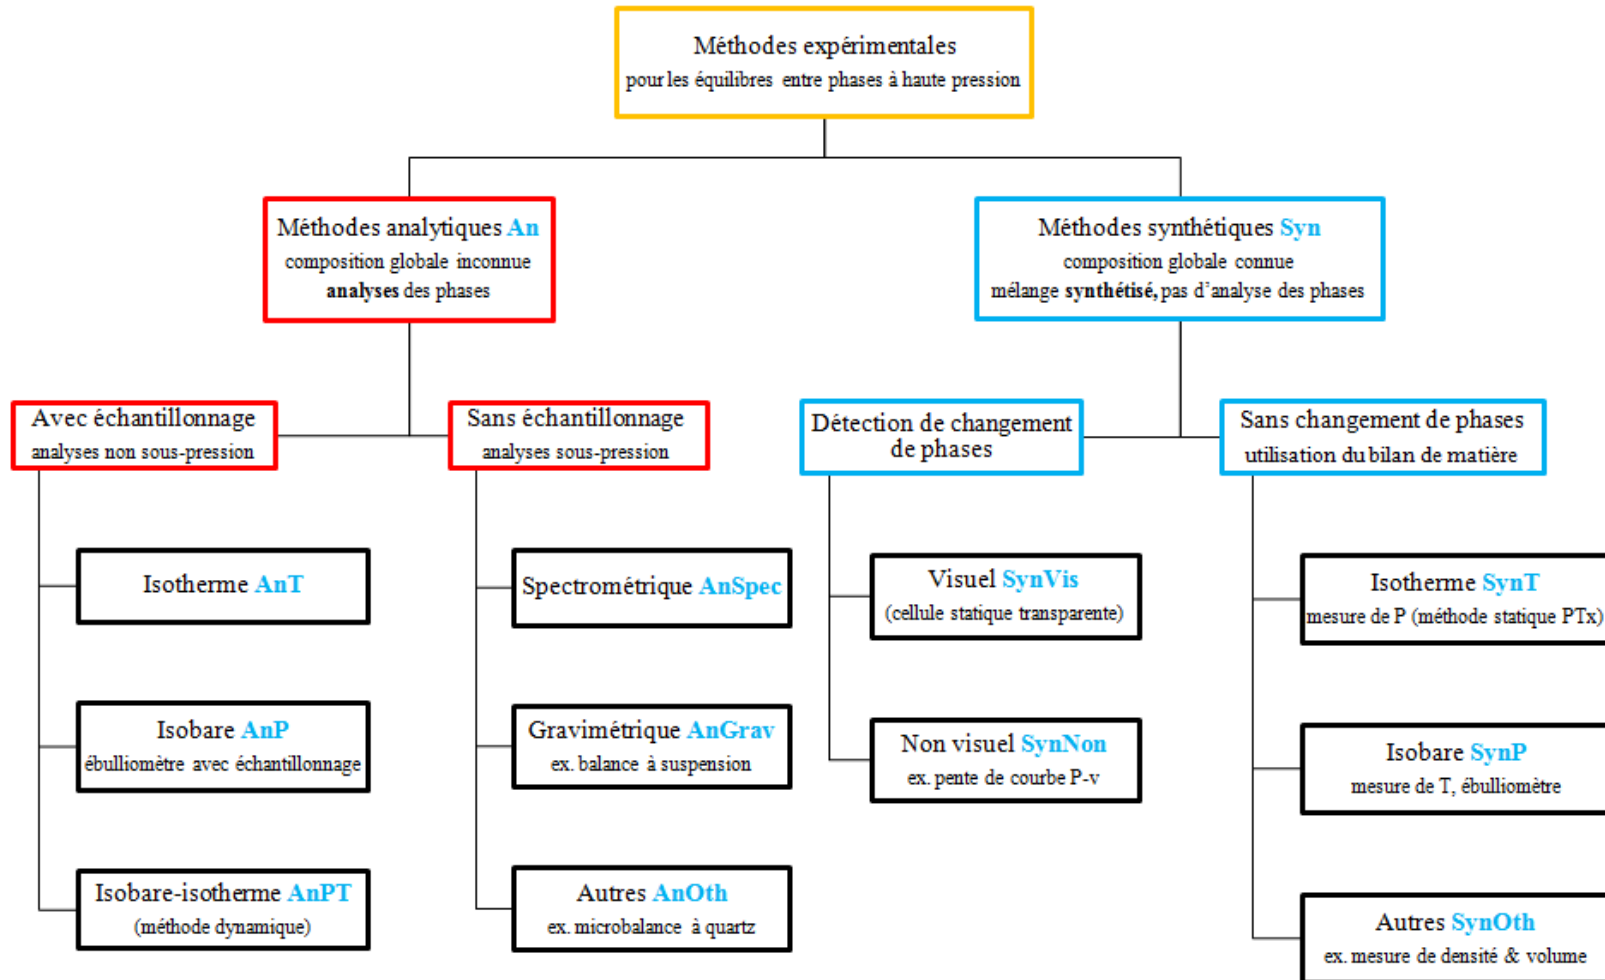 Méthodes expérimentales
pour les équilibres entre phases à haute pression
Méthodes analytiques An
composition globale inconnue
analyses des phases
Méthodes synthétiques Syn
composition globale connue
mélange synthétisé, pas d'analyse des phases
Avec échantillonnage
analyses non sous-pression
Sans échantillonnage
analyses sous-pression
Détection de changement
de phases
Sans changement de phases
utilisation du bilan de matière
Isotherme AnT
Isobare AnP
ébulliomètre avec échantillonnage
Isobare-isotherme AnPT
(méthode dynamique)
Spectrométrique AnSpec
Gravimétrique AnGrav
ex. balance à suspension
Autres AnOth
ex. microbalance à quartz
Visuel SynVis
(cellule statique transparente)
Non visuel SynNon
ex. pente de courbe P-v
Isotherme SynT
mesure de P (méthode statique PTx)
Isobare SynP
mesure de T, ébulliomètre
Autres SynOth
ex. mesure de densité & volume